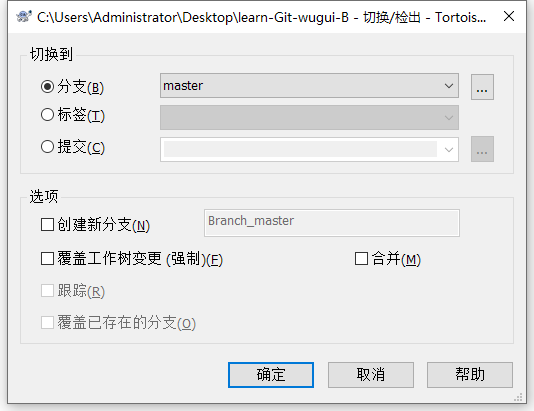 C:\Users\Administrator\Desktop\learn-Git-wugui-B - 切换/检出 - Tortois...
切换到
分支(B)
master
...
标签(T)
提交(C)
...
选项
创建新分支(N)
Branch_master
覆盖工作树变更 (强制)(F)
合并(M)
跟踪(R)
覆盖已存在的分支(O)
确定
取消
帮助